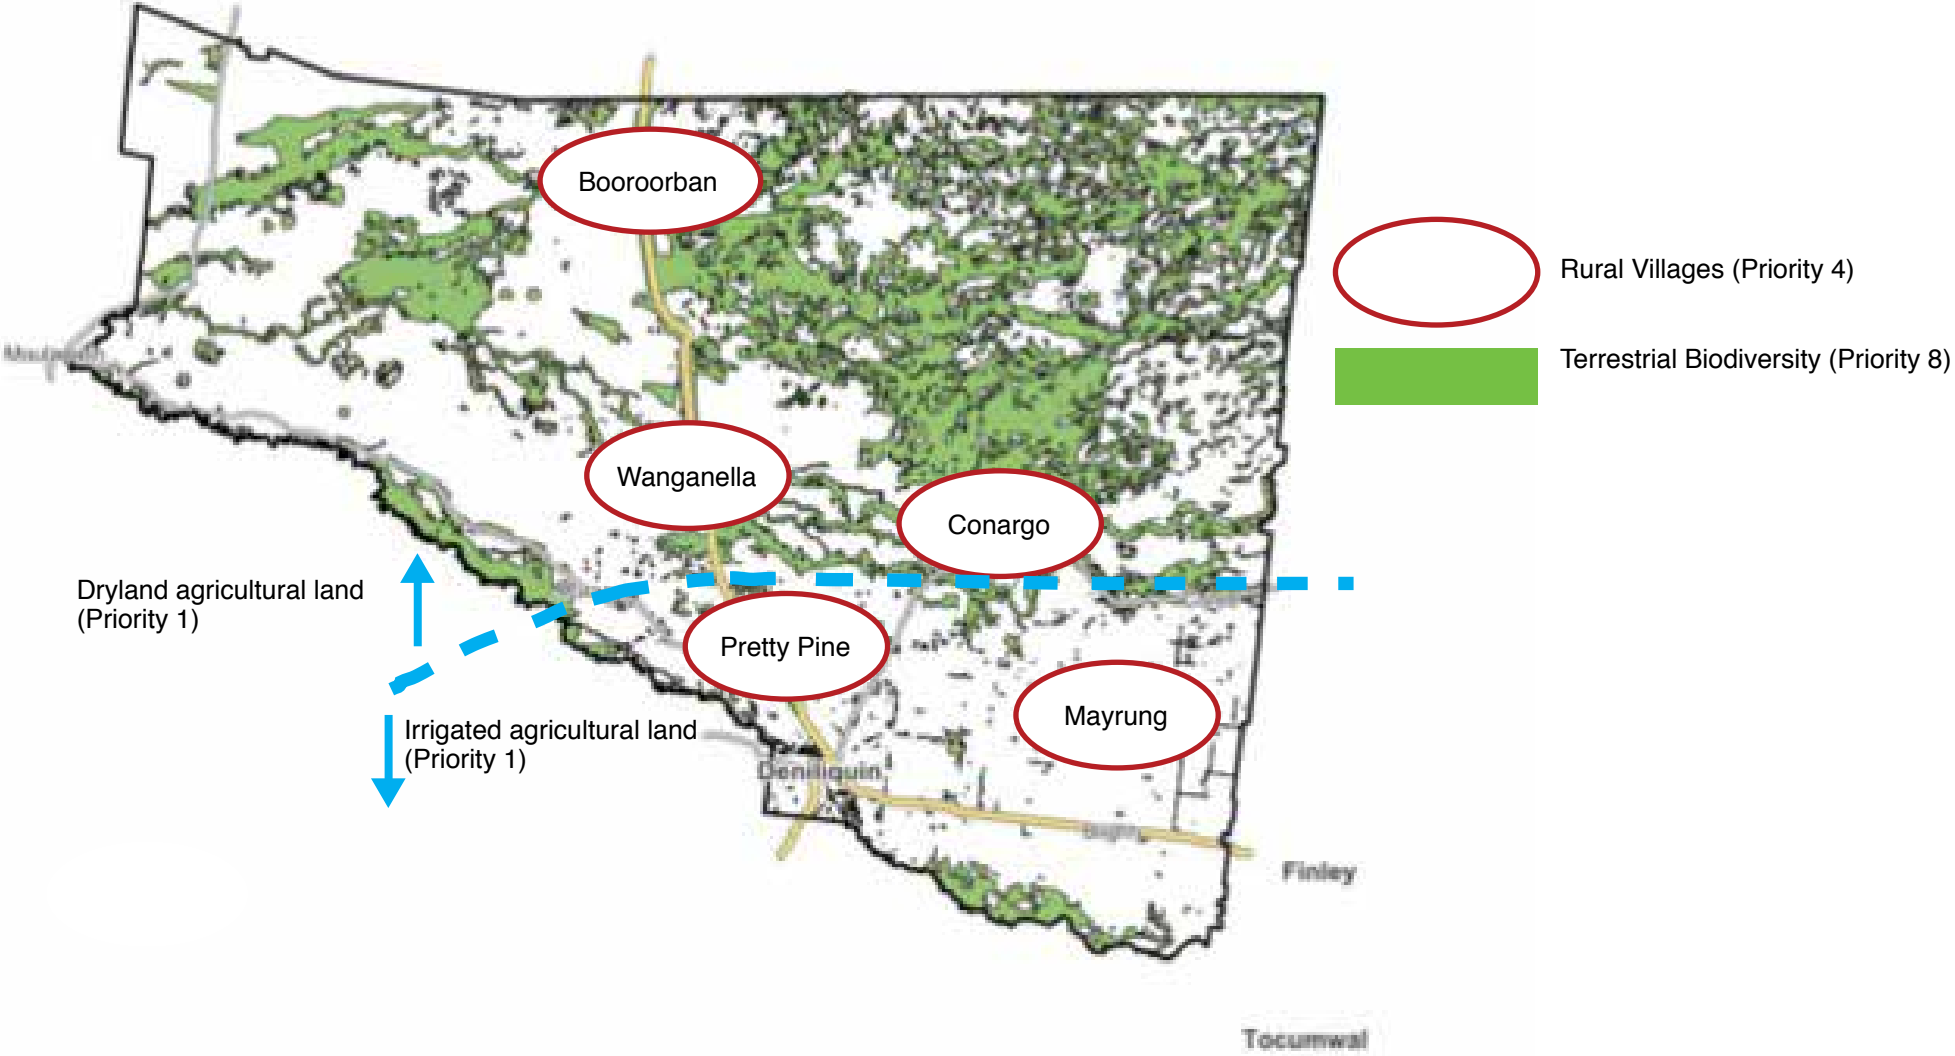 Booroorban
Rural Villages (Priority 4)
Terrestrial Biodiversity (Priority 8)
Wanganella
Conargo
Dryland agricultural land
(Priority 1)
Pretty Pine
Mayrung
Irrigated agricultural land
(Priority 1)
Deniliquin
Finley
Tocumwal